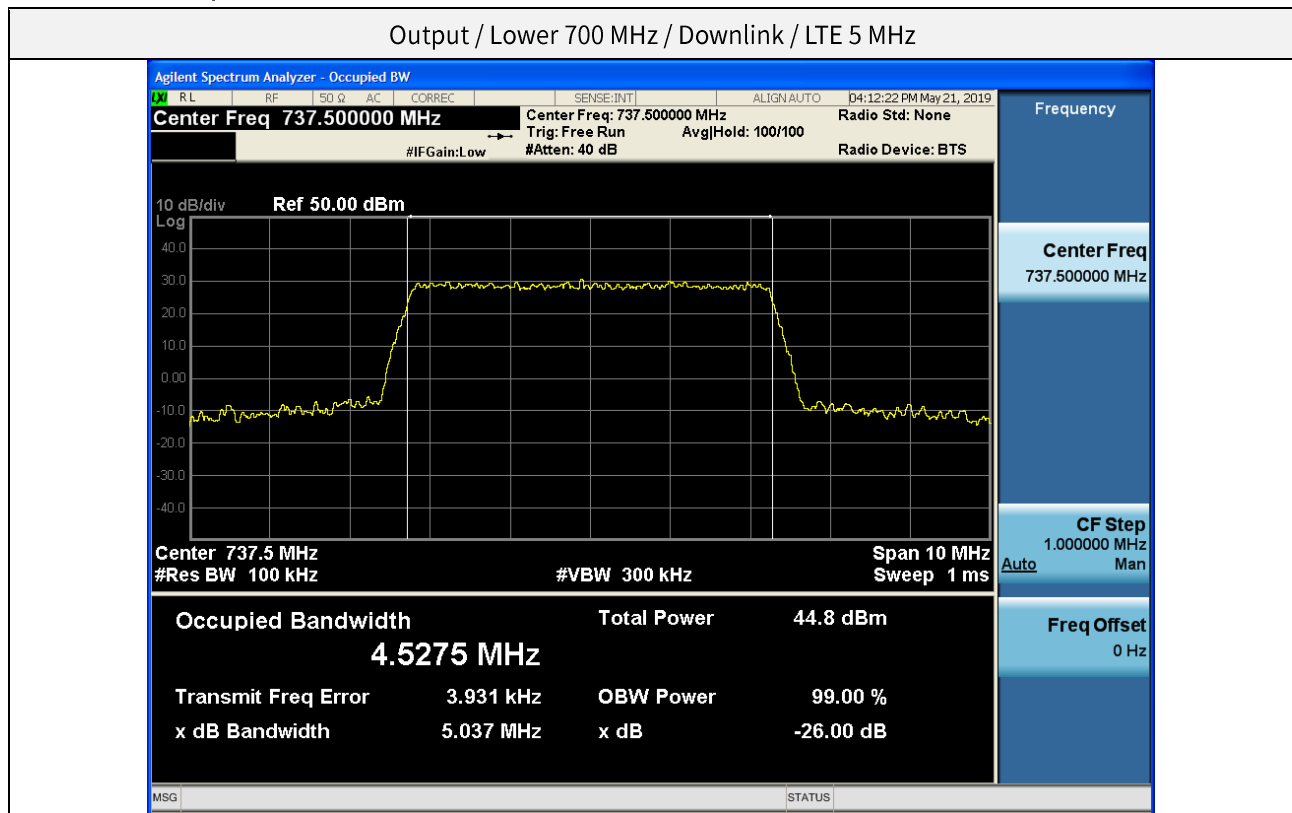 Output / Lower 700 MHz / Downlink / LTE 5 MHz
Agilent Spectrum Analyzer - Occupied BW
LXI RL RF 50 Ω AC CORREC SENSE:INT ALIGN AUTO 04:12:22 PM May 21, 2019
Center Freq 737.500000 MHz
Center Freq: 737.500000 MHz Radio Std: None
Trig: Free Run Avg|Hold: 100/100
#IFGain:Low #Atten: 40 dB Radio Device: BTS
10 dB/div Ref 50.00 dBm
Log
40.0
30.0
20.0
10.0
0.00
-10.0
-20.0
-30.0
-40.0
Center 737.5 MHz Span 10 MHz
#Res BW 100 kHz #VBW 300 kHz Sweep 1 ms
Occupied Bandwidth Total Power 44.8 dBm
4.5275 MHz
Transmit Freq Error 3.931 kHz OBW Power 99.00 %
x dB Bandwidth 5.037 MHz x dB -26.00 dB
MSG STATUS
Frequency
Center Freq
737.500000 MHz
CF Step
1.000000 MHz
Auto Man
Freq Offset
0 Hz